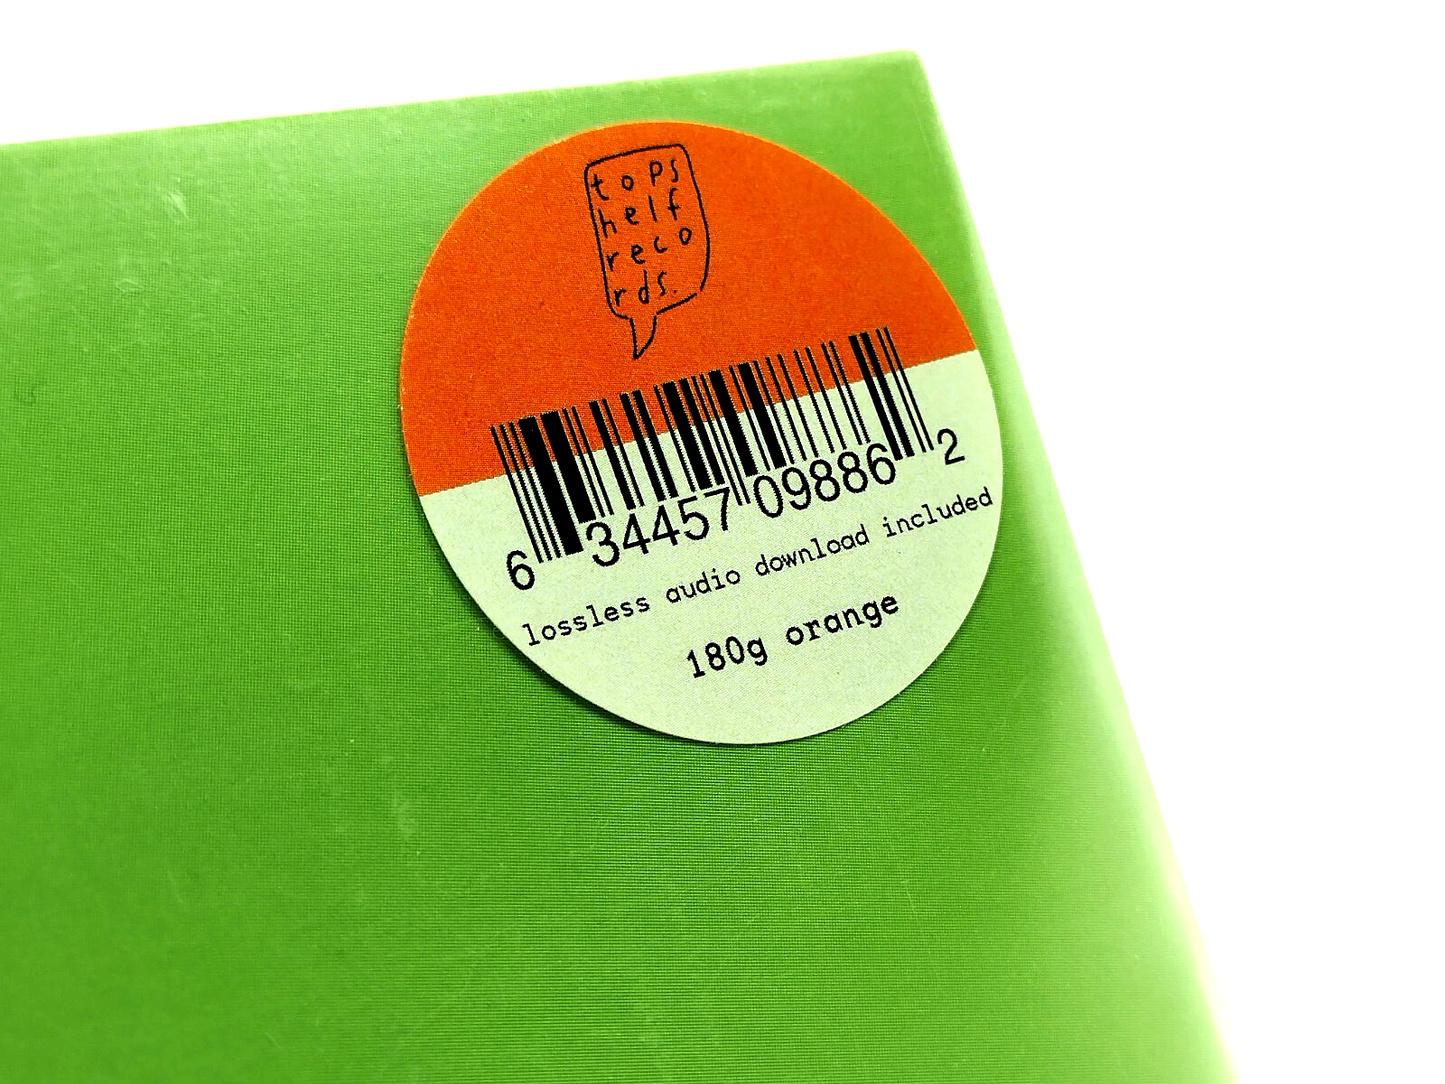 tops
helf
reco
rds.
6 34457 09886 2
lossless audio download included
180g orange